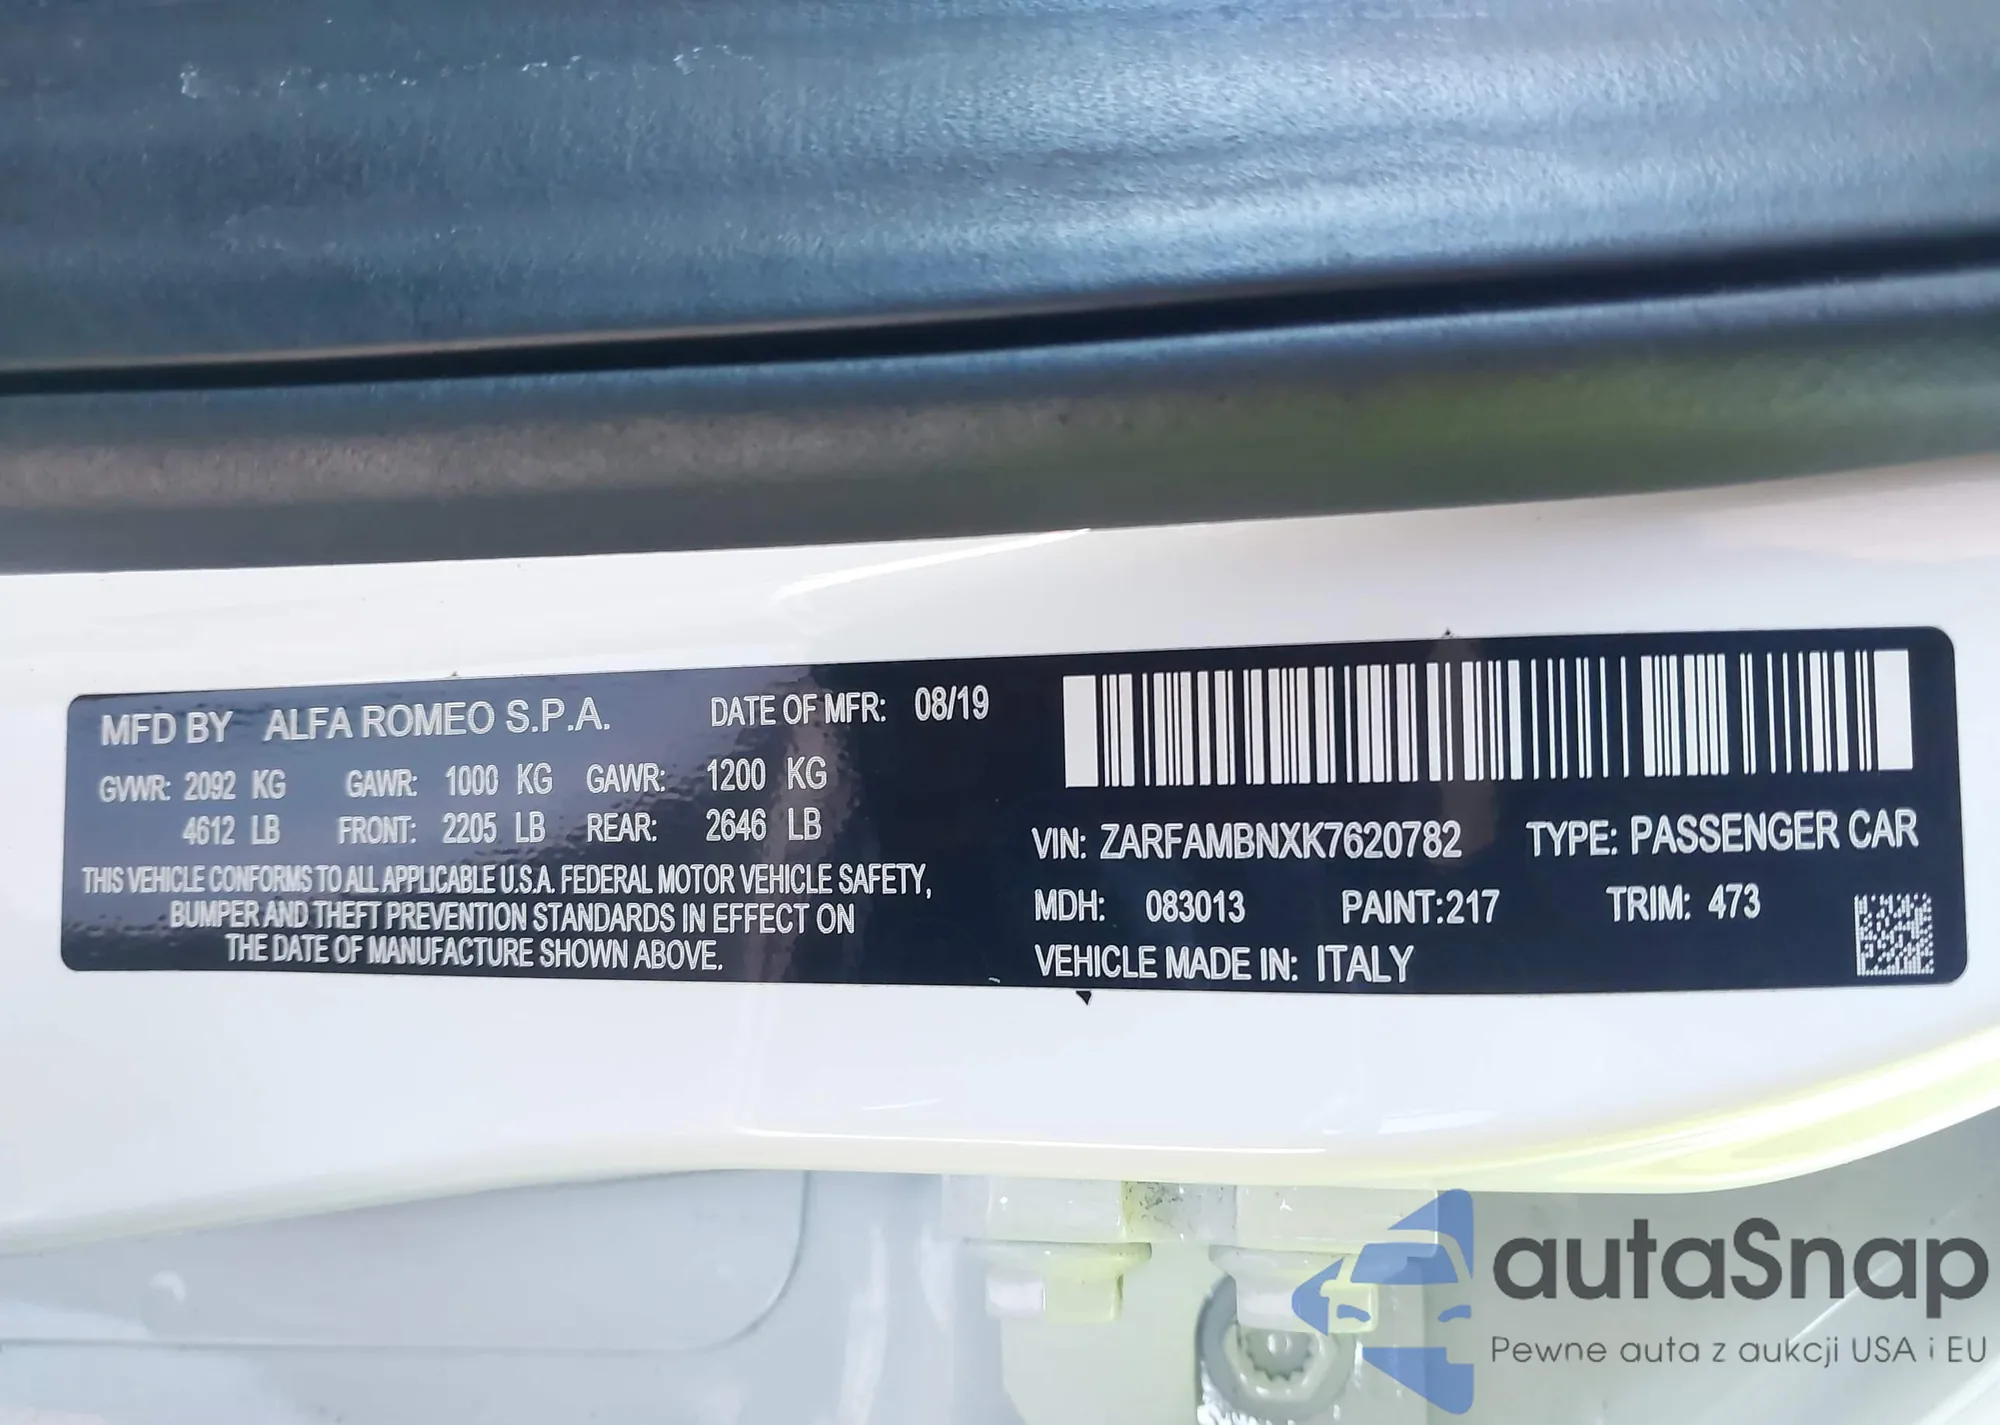 MFD BY ALFA ROMEO S.P.A. DATE OF MFR: 08/19
GVWR: 2092 KG GAWR: 1000 KG GAWR: 1200 KG
4612 LB FRONT: 2205 LB REAR: 2646 LB
THIS VEHICLE CONFORMS TO ALL APPLICABLE U.S.A. FEDERAL MOTOR VEHICLE SAFETY,
BUMPER AND THEFT PREVENTION STANDARDS IN EFFECT ON
THE DATE OF MANUFACTURE SHOWN ABOVE.
VIN: ZARFAMBNXK7620782 TYPE: PASSENGER CAR
MDH: 083013 PAINT:217 TRIM: 473
VEHICLE MADE IN: ITALY
autaSnap
Pewne auta z aukcji USA i EU